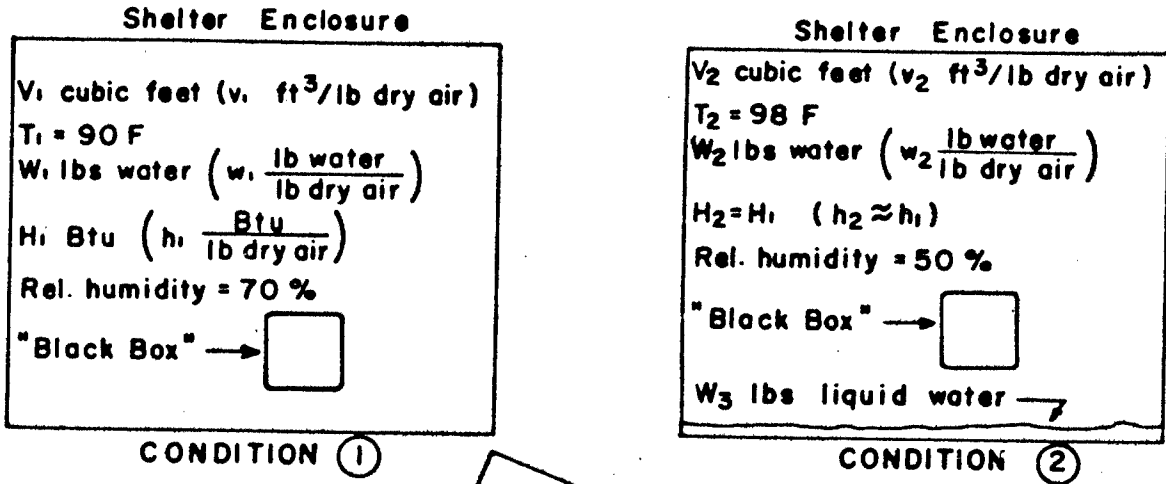 Shelter Enclosure
V₁ cubic feet (v₁ ft³/lb dry air)
T₁ = 90 F
W₁ lbs water (w₁ lb water/lb dry air)
H₁ Btu (h₁ Btu/lb dry air)
Rel. humidity = 70 %
"Black Box"
CONDITION ①
Shelter Enclosure
V₂ cubic feet (v₂ ft³/lb dry air)
T₂ = 98 F
W₂ lbs water (w₂ lb water/lb dry air)
H₂=H₁ (h₂≈h₁)
Rel. humidity = 50 %
"Black Box"
W₃ lbs liquid water
CONDITION ②